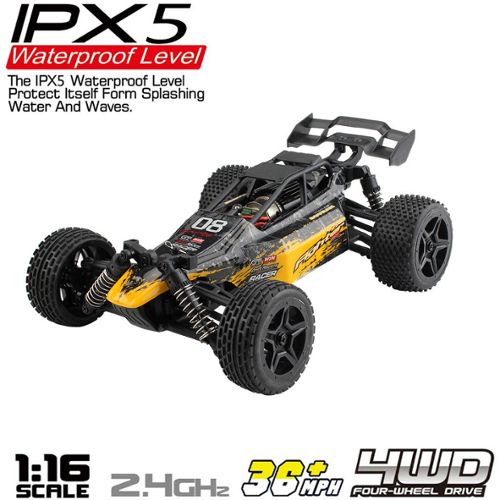 IPX5
Waterproof Level
The IPX5 Waterproof Level
Protect Itself Form Splashing
Water And Waves.
08
RACER
1:16
SCALE
2.4GHz
36+MPH
4WD
FOUR-WHEEL DRIVE